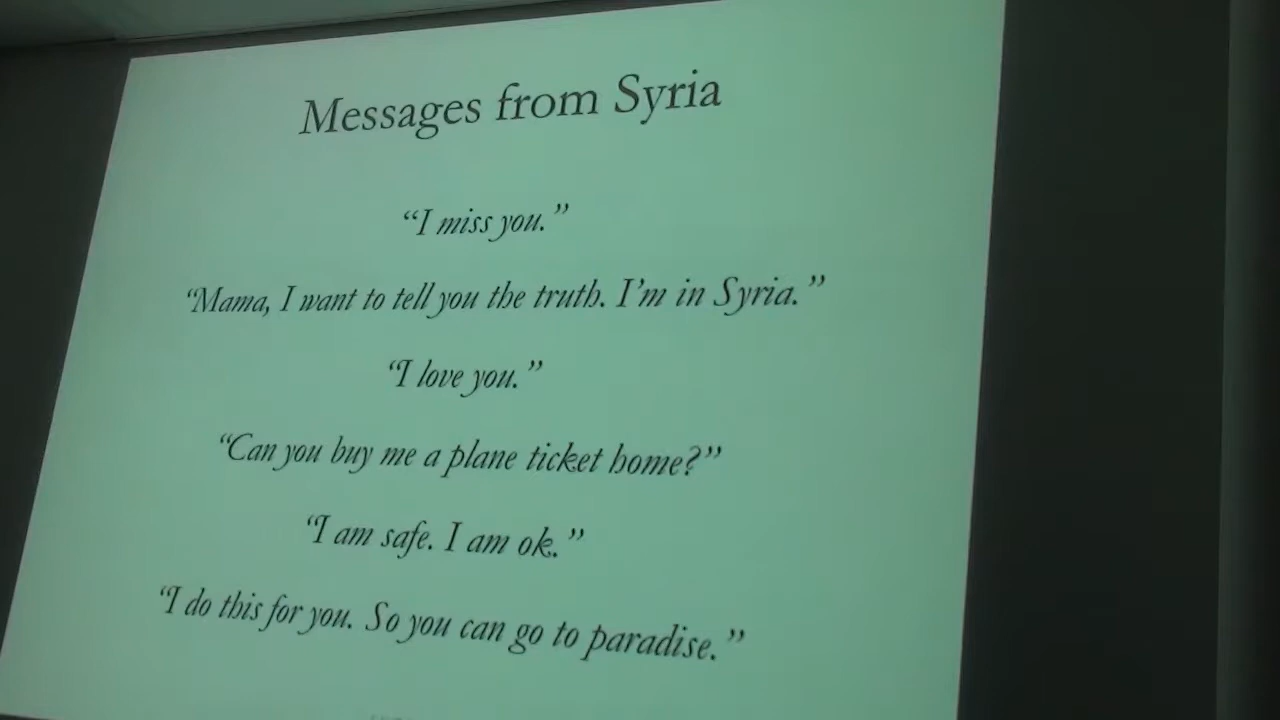 Messages from Syria
“I miss you.”
“Mama, I want to tell you the truth. I’m in Syria.”
“I love you.”
“Can you buy me a plane ticket home?”
“I am safe. I am ok.”
“I do this for you. So you can go to paradise.”